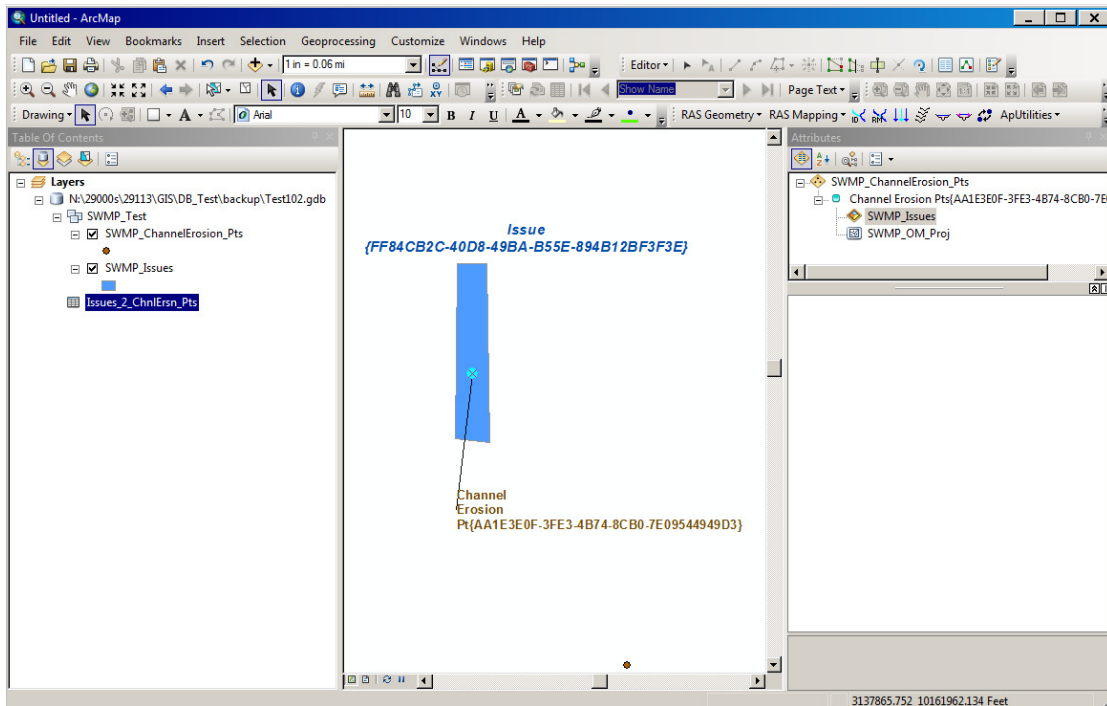 Untitled - ArcMap
File Edit View Bookmarks Insert Selection Geoprocessing Customize Windows Help
1 in = 0.06 mi
Editor
Show Name
Page Text
Drawing
A
Arial
10
B I U A
RAS Geometry
RAS Mapping
ApUtilities
Table Of Contents
Layers
N:\29000s\29113\GIS\DB_Test\backup\Test102.gdb
SWMP_Test
SWMP_ChannelErosion_Pts
SWMP_Issues
Issues_2_ChnlErsn_Pts
Issue
{FF84CB2C-40D8-49BA-B55E-894B12BF3F3E}
Channel
Erosion
Pt{AA1E3E0F-3FE3-4B74-8CB0-7E09544949D3}
Attributes
SWMP_ChannelErosion_Pts
Channel Erosion Pts{AA1E3E0F-3FE3-4B74-8CB0-7E0
SWMP_Issues
SWMP_OM_Proj
3137865.752 10161962.134 Feet